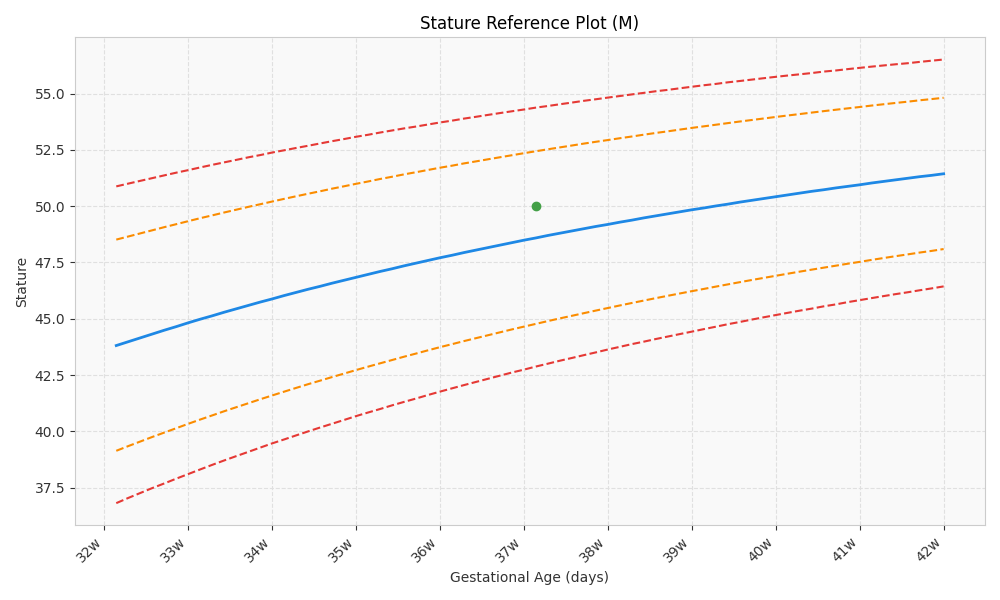 Stature Reference Plot (M)
Stature
55.0
52.5
50.0
47.5
45.0
42.5
40.0
37.5
32w
33w
34w
35w
36w
37w
38w
39w
40w
41w
42w
Gestational Age (days)